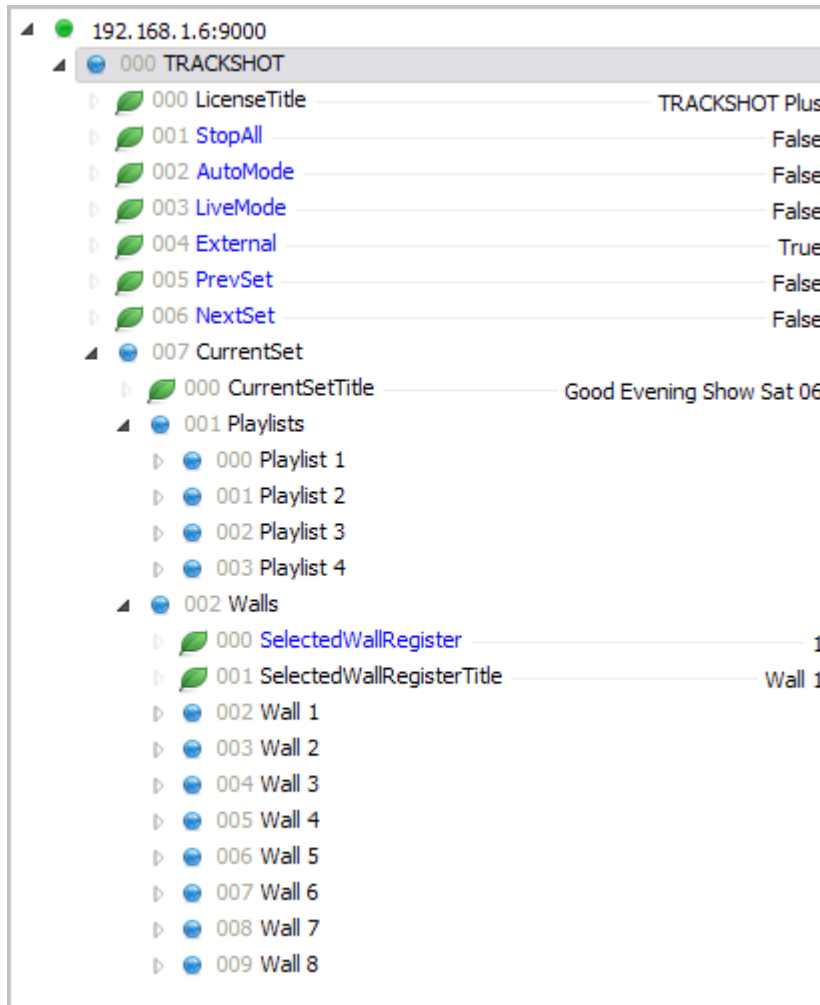 192.168.1.6:9000
000 TRACKSHOT
000 LicenseTitle TRACKSHOT Plus
001 StopAll False
002 AutoMode False
003 LiveMode False
004 External True
005 PrevSet False
006 NextSet False
007 CurrentSet
000 CurrentSetTitle Good Evening Show Sat 06
001 Playlists
000 Playlist 1
001 Playlist 2
002 Playlist 3
003 Playlist 4
002 Walls
000 SelectedWallRegister 1
001 SelectedWallRegisterTitle Wall 1
002 Wall 1
003 Wall 2
004 Wall 3
005 Wall 4
006 Wall 5
007 Wall 6
008 Wall 7
009 Wall 8